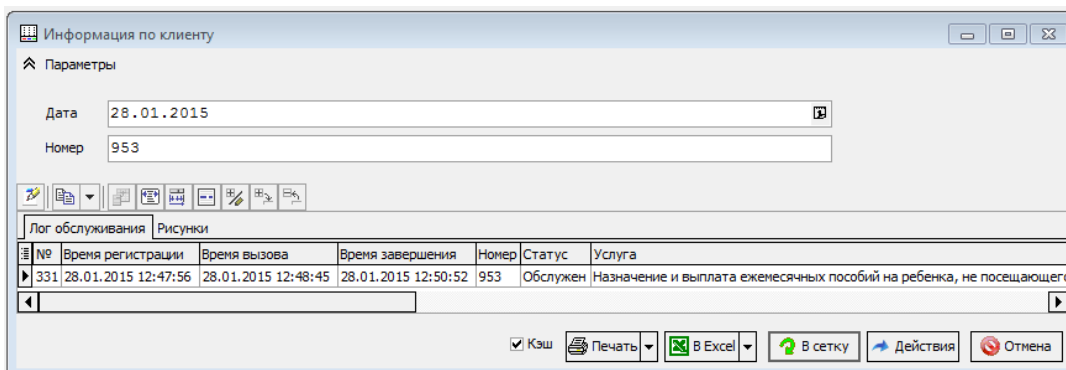 Информация по клиенту
Параметры
Дата 28.01.2015
Номер 953
Лог обслуживания Рисунки
№ Время регистрации Время вызова Время завершения Номер Статус Услуга
331 28.01.2015 12:47:56 28.01.2015 12:48:45 28.01.2015 12:50:52 953 Обслужен Назначение и выплата ежемесячных пособий на ребенка, не посещающего
Кэш Печать В Excel В сетку Действия Отмена